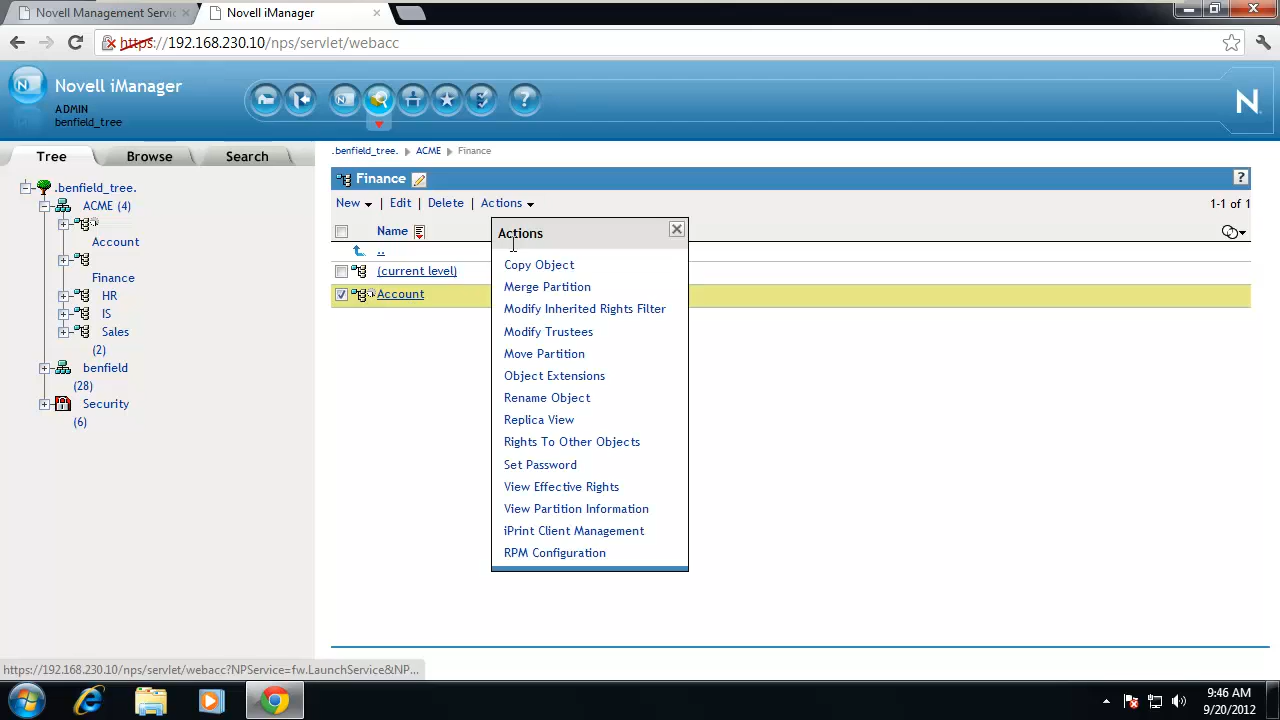 Novell Management Servic
Novell iManager
https://192.168.230.10/nps/servlet/webacc
N
Novell iManager
ADMIN
benfield_tree
?
N
Tree
Browse
Search
.benfield_tree.
ACME (4)
Account
Finance
HR
IS
Sales
(2)
benfield
(28)
Security
(6)
.benfield_tree. ACME Finance
Finance
?
New | Edit | Delete | Actions
1-1 of 1
Name
..
(current level)
Account
Actions
Copy Object
Merge Partition
Modify Inherited Rights Filter
Modify Trustees
Move Partition
Object Extensions
Rename Object
Replica View
Rights To Other Objects
Set Password
View Effective Rights
View Partition Information
iPrint Client Management
RPM Configuration
https://192.168.230.10/nps/servlet/webacc?NPService=fw.LaunchService&NP...
9:46 AM
9/20/2012